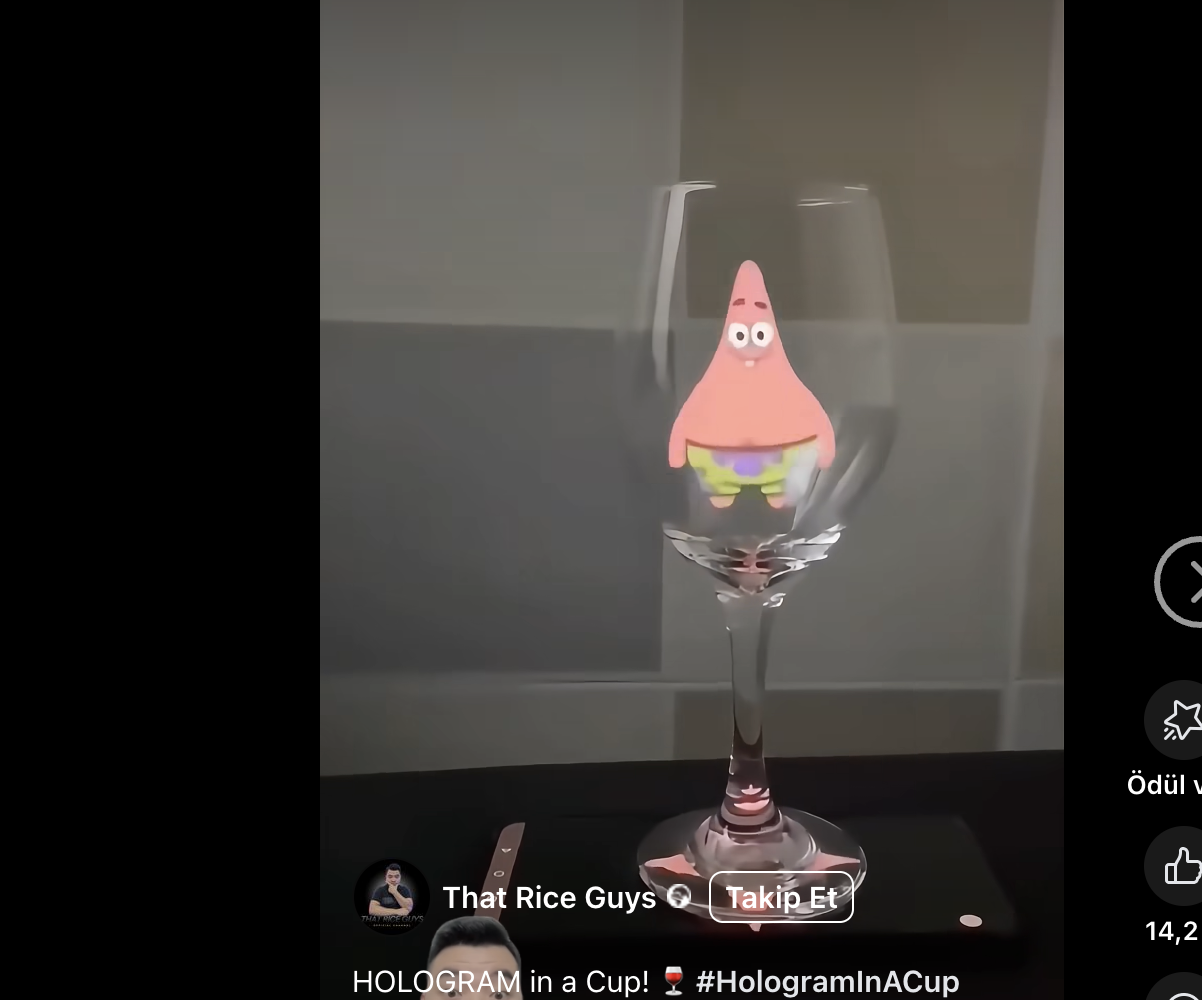 Ödül v
14,2
THAT RICE GUYS
That Rice Guys
Takip Et
HOLOGRAM in a Cup! 🍷 #HologramInACup